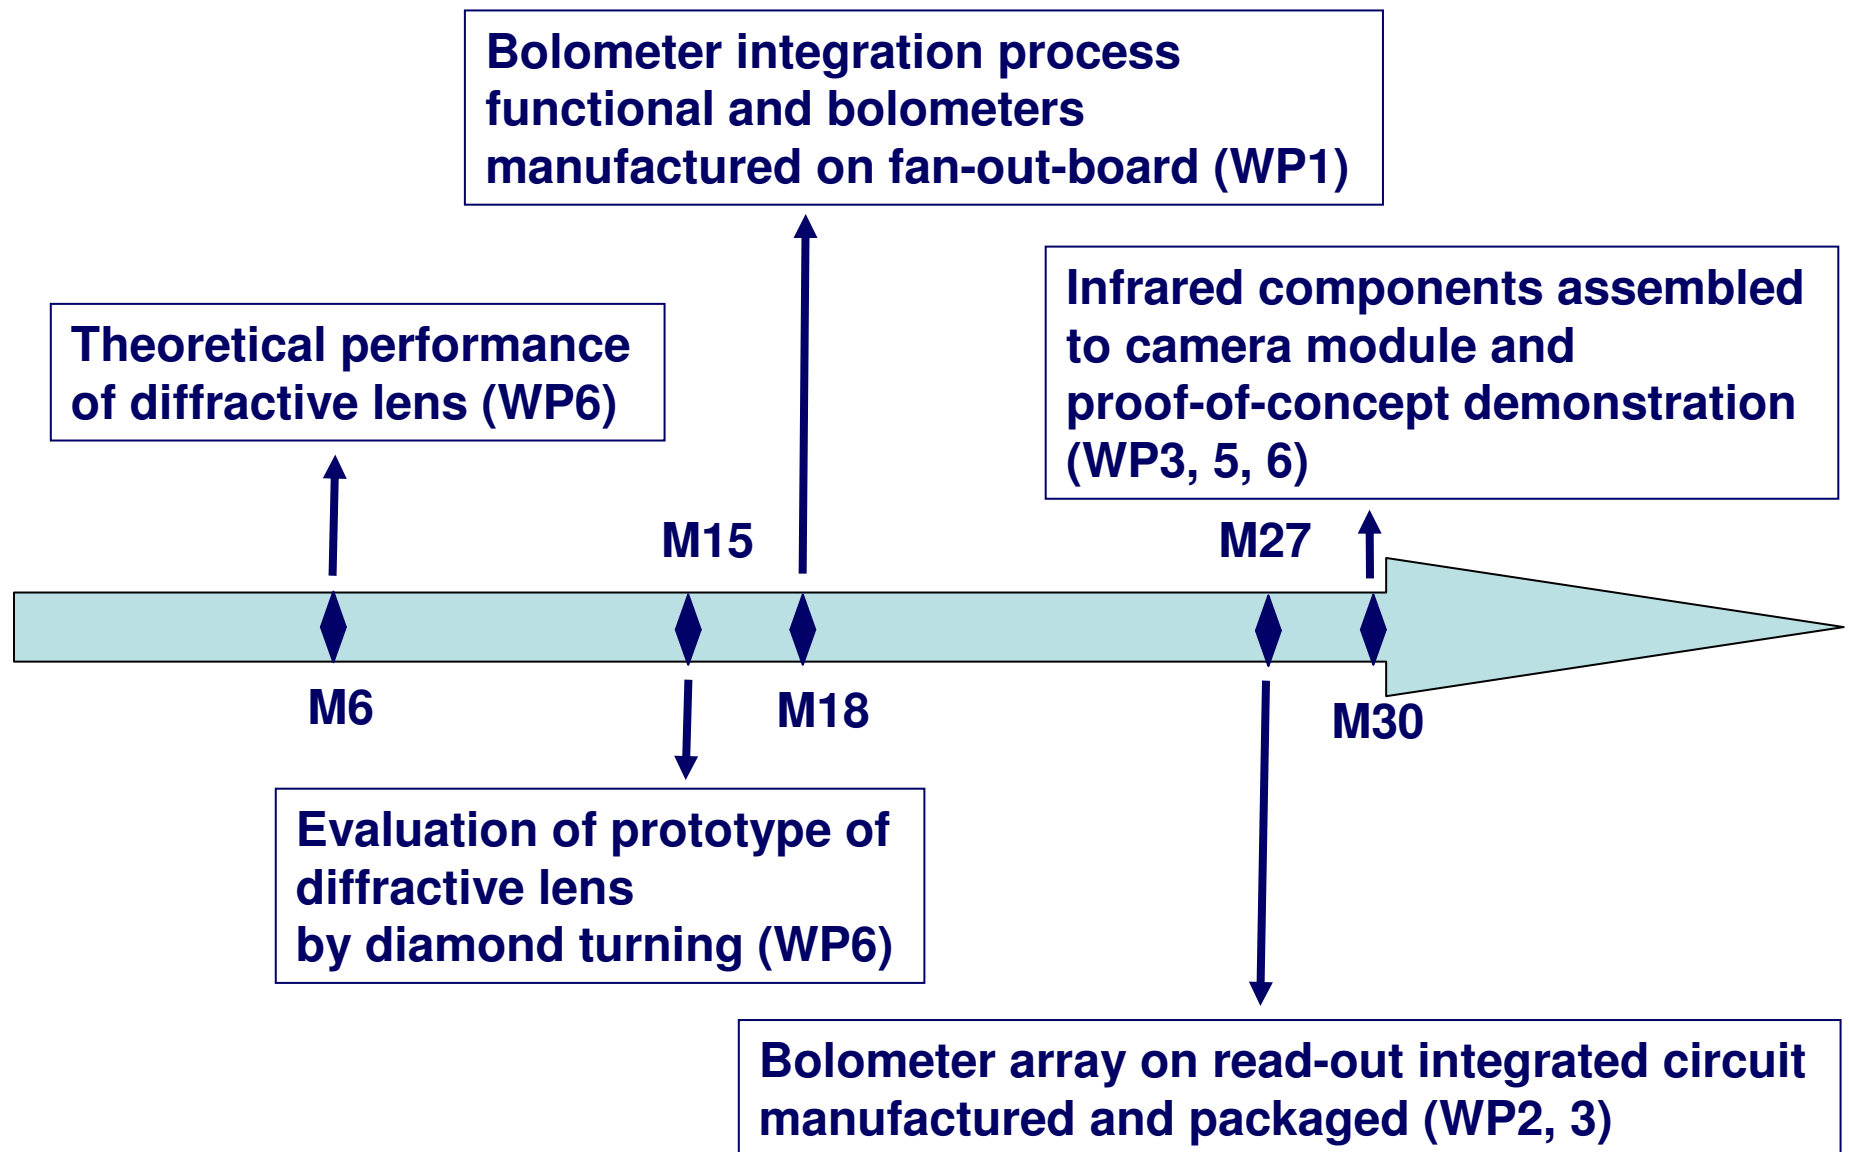 Bolometer integration process
functional and bolometers
manufactured on fan-out-board (WP1)
Infrared components assembled
to camera module and
proof-of-concept demonstration
(WP3, 5, 6)
Theoretical performance
of diffractive lens (WP6)
M15
M27
M6
M18
M30
Evaluation of prototype of
diffractive lens
by diamond turning (WP6)
Bolometer array on read-out integrated circuit
manufactured and packaged (WP2, 3)